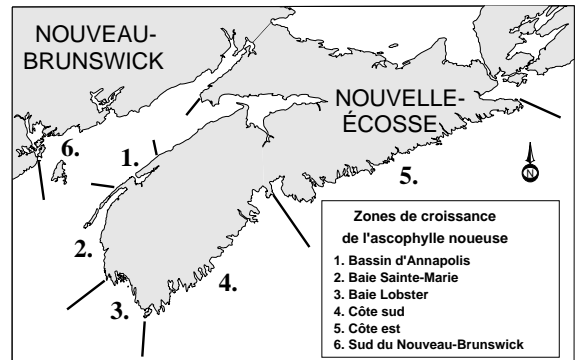 NOUVEAU-
BRUNSWICK
NOUVELLE-
ÉCOSSE
6.
1.
5.
N
2.
4.
3.
Zones de croissance
de l'ascophylle noueuse
1. Bassin d'Annapolis
2. Baie Sainte-Marie
3. Baie Lobster
4. Côte sud
5. Côte est
6. Sud du Nouveau-Brunswick